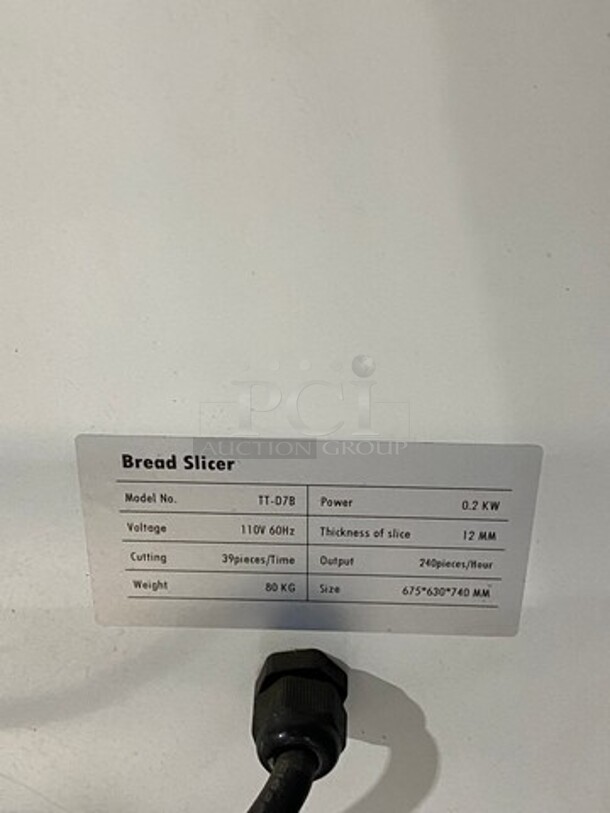 PCi
AUCTION GROUP
Bread Slicer
Model No. TT-D7B Power 0.2 KW
Voltage 110V 60Hz Thickness of slice 12 MM
Cutting 39pieces/Time Output 240pieces/Hour
Weight 80 KG Size 675*630*740 MM